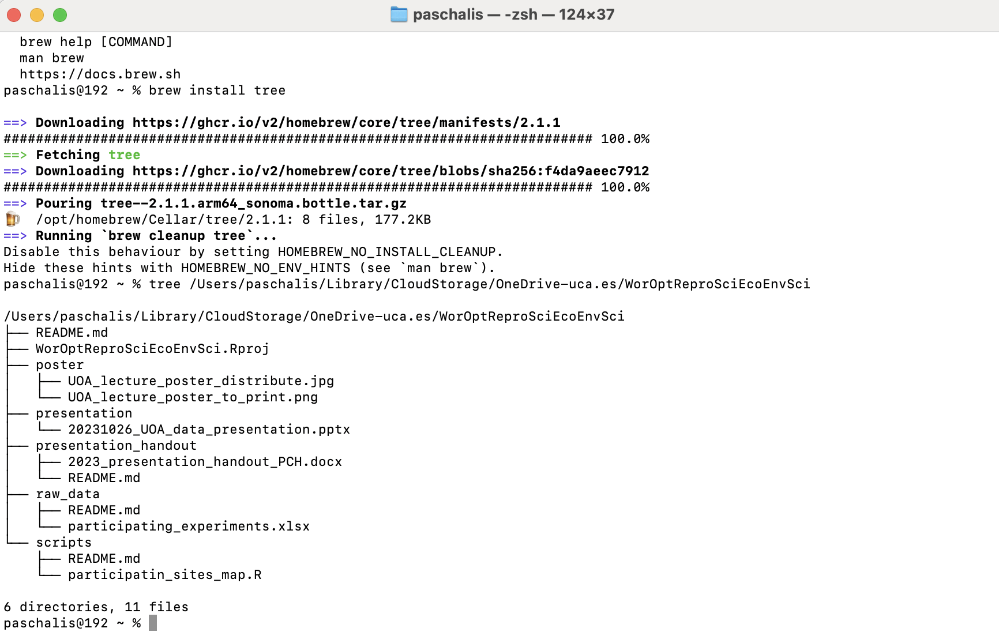 paschalis — -zsh — 124×37
brew help [COMMAND]
man brew
https://docs.brew.sh
paschalis@192 ~ % brew install tree
==> Downloading https://ghcr.io/v2/homebrew/core/tree/manifests/2.1.1
######################################################################### 100.0%
==> Fetching tree
==> Downloading https://ghcr.io/v2/homebrew/core/tree/blobs/sha256:f4da9aeec7912
######################################################################### 100.0%
==> Pouring tree--2.1.1.arm64_sonoma.bottle.tar.gz
🍺  /opt/homebrew/Cellar/tree/2.1.1: 8 files, 177.2KB
==> Running `brew cleanup tree`...
Disable this behaviour by setting HOMEBREW_NO_INSTALL_CLEANUP.
Hide these hints with HOMEBREW_NO_ENV_HINTS (see `man brew`).
paschalis@192 ~ % tree /Users/paschalis/Library/CloudStorage/OneDrive-uca.es/WorOptReproSciEcoEnvSci
/Users/paschalis/Library/CloudStorage/OneDrive-uca.es/WorOptReproSciEcoEnvSci
├── README.md
├── WorOptReproSciEcoEnvSci.Rproj
├── poster
│   ├── UOA_lecture_poster_distribute.jpg
│   └── UOA_lecture_poster_to_print.png
├── presentation
│   └── 20231026_UOA_data_presentation.pptx
├── presentation_handout
│   ├── 2023_presentation_handout_PCH.docx
│   └── README.md
├── raw_data
│   ├── README.md
│   └── participating_experiments.xlsx
└── scripts
    ├── README.md
    └── participatin_sites_map.R
6 directories, 11 files
paschalis@192 ~ %